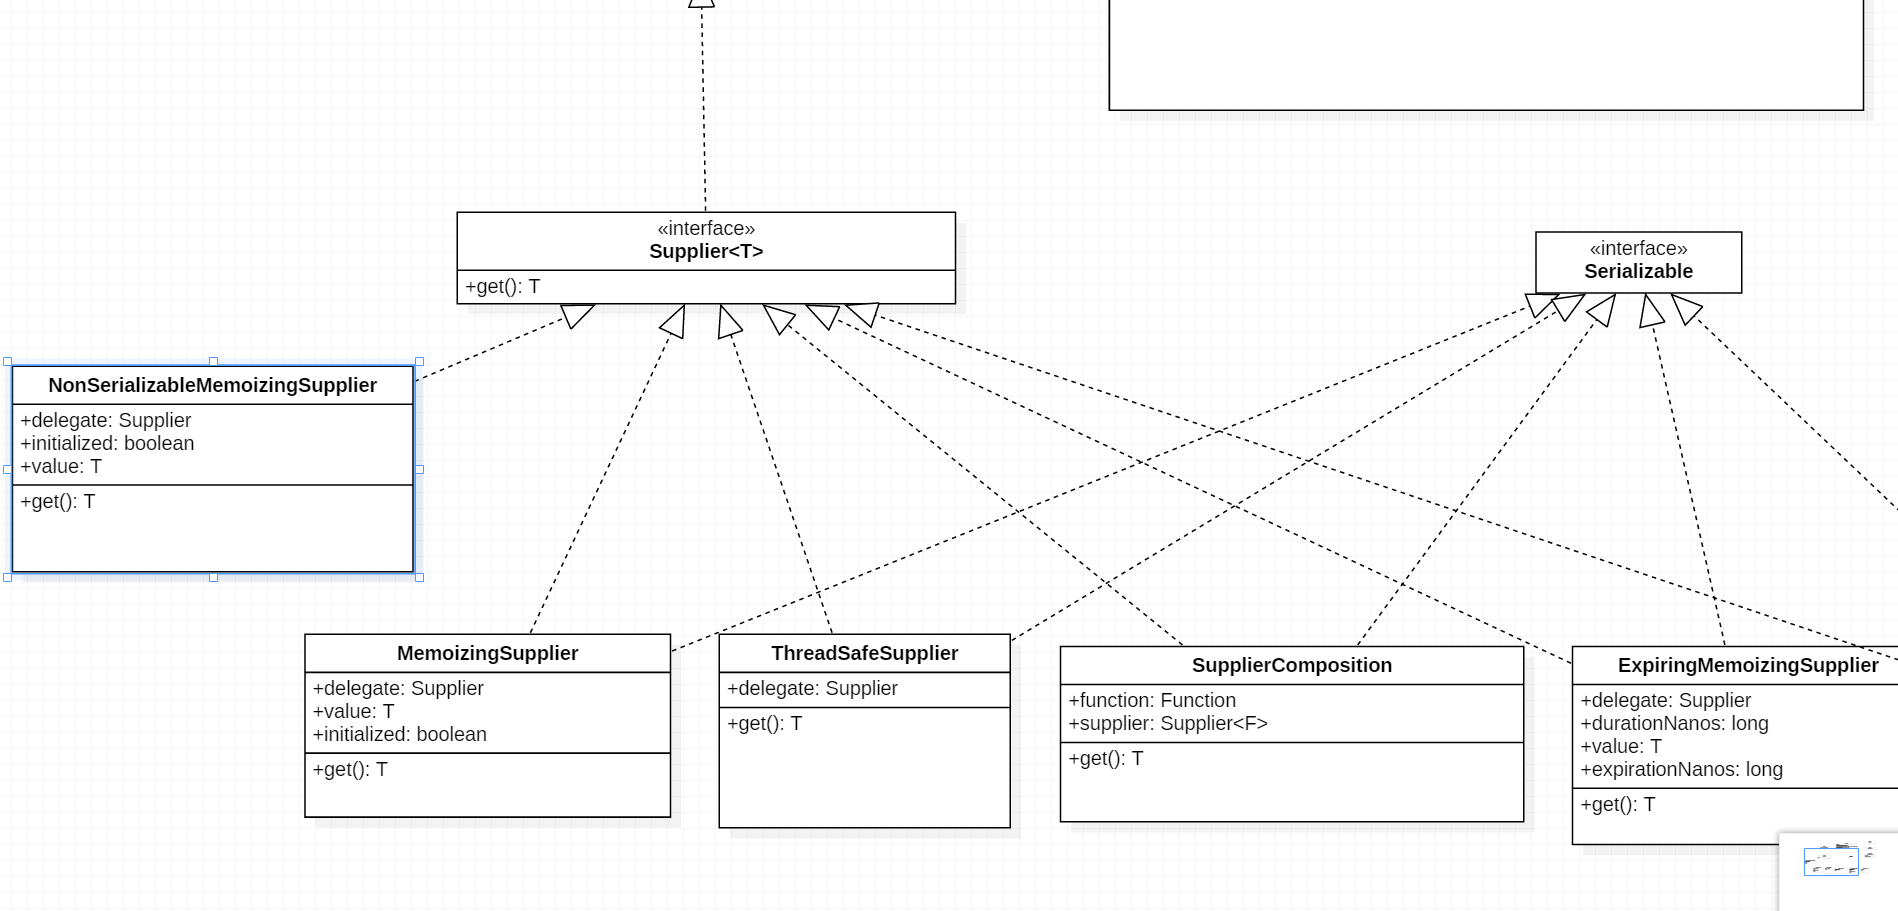 «interface»
Supplier<T>
+get(): T
«interface»
Serializable
NonSerializableMemoizingSupplier
+delegate: Supplier
+initialized: boolean
+value: T
+get(): T
MemoizingSupplier
+delegate: Supplier
+value: T
+initialized: boolean
+get(): T
ThreadSafeSupplier
+delegate: Supplier
+get(): T
SupplierComposition
+function: Function
+supplier: Supplier<F>
+get(): T
ExpiringMemoizingSupplier
+delegate: Supplier
+durationNanos: long
+value: T
+expirationNanos: long
+get(): T